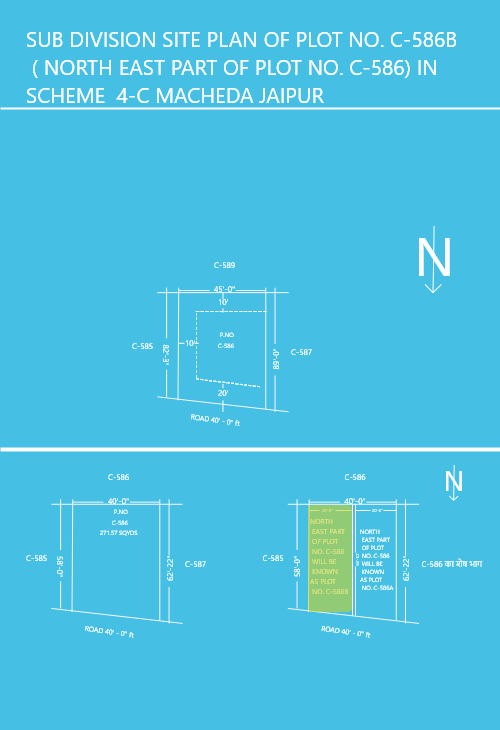 SUB DIVISION SITE PLAN OF PLOT NO. C-586B
( NORTH EAST PART OF PLOT NO. C-586) IN
SCHEME 4-C MACHEDA JAIPUR
N
C-589
45'-0"
10'
P.NO
C-586
10'
C-585
82'-3"
89'-0'
C-587
20'
ROAD 40' - 0" ft
C-586
40'-0"
P.NO
C-586
271.57 SQYDS
C-585
58'-0"
62'-22"
C-587
ROAD 40' - 0" ft
N
C-586
40'-0"
20'-0"
20'-0"
NORTH
EAST PART
OF PLOT
NO. C-586
WILL BE
KNOWN
AS PLOT
NO. C-586B
NORTH
EAST PART
OF PLOT
NO. C-586
WILL BE
KNOWN
AS PLOT
NO. C-586A
C-585
58'-0"
62'-22"
C-586 का शेष भाग
ROAD 40' - 0" ft